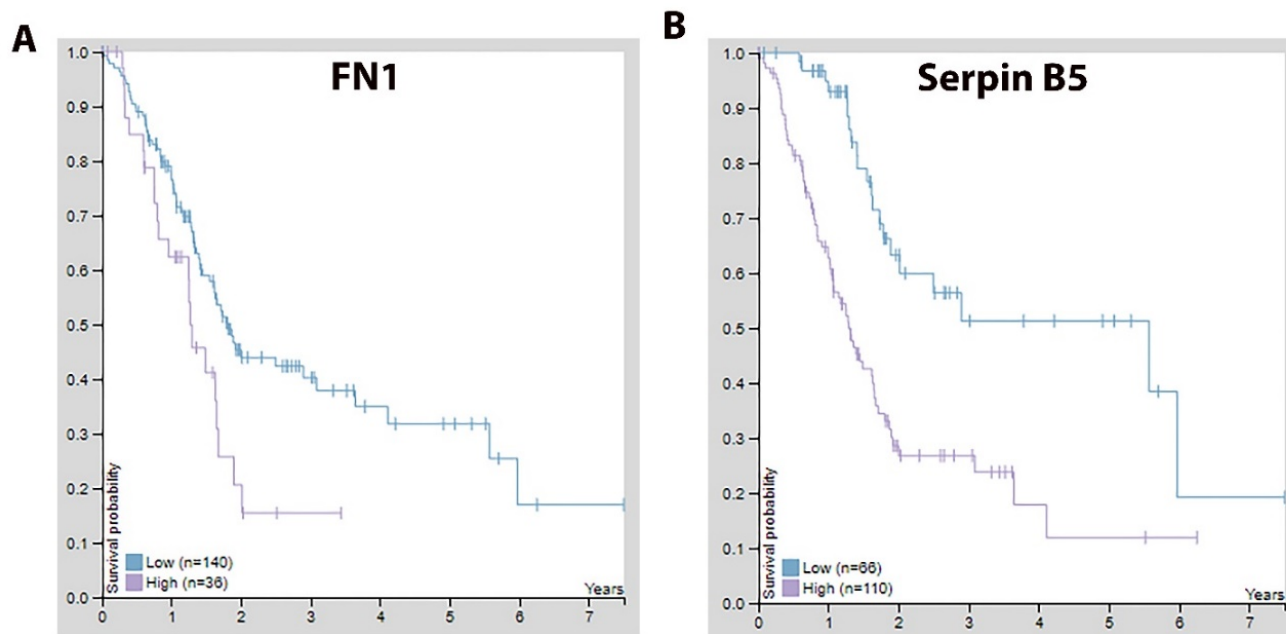 A
FN1
1.0
0.9
0.8
0.7
0.6
0.5
0.4
0.3
0.2
0.1
0.0
Survival probability
Low (n=140)
High (n=36)
Years
0 1 2 3 4 5 6 7
B
Serpin B5
1.0
0.9
0.8
0.7
0.6
0.5
0.4
0.3
0.2
0.1
0.0
Survival probability
Low (n=66)
High (n=110)
Years
0 1 2 3 4 5 6 7